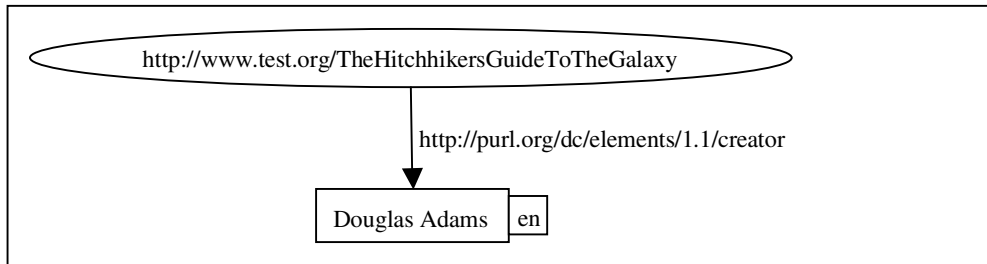 http://www.test.org/TheHitchhikersGuideToTheGalaxy
http://purl.org/dc/elements/1.1/creator
Douglas Adams en